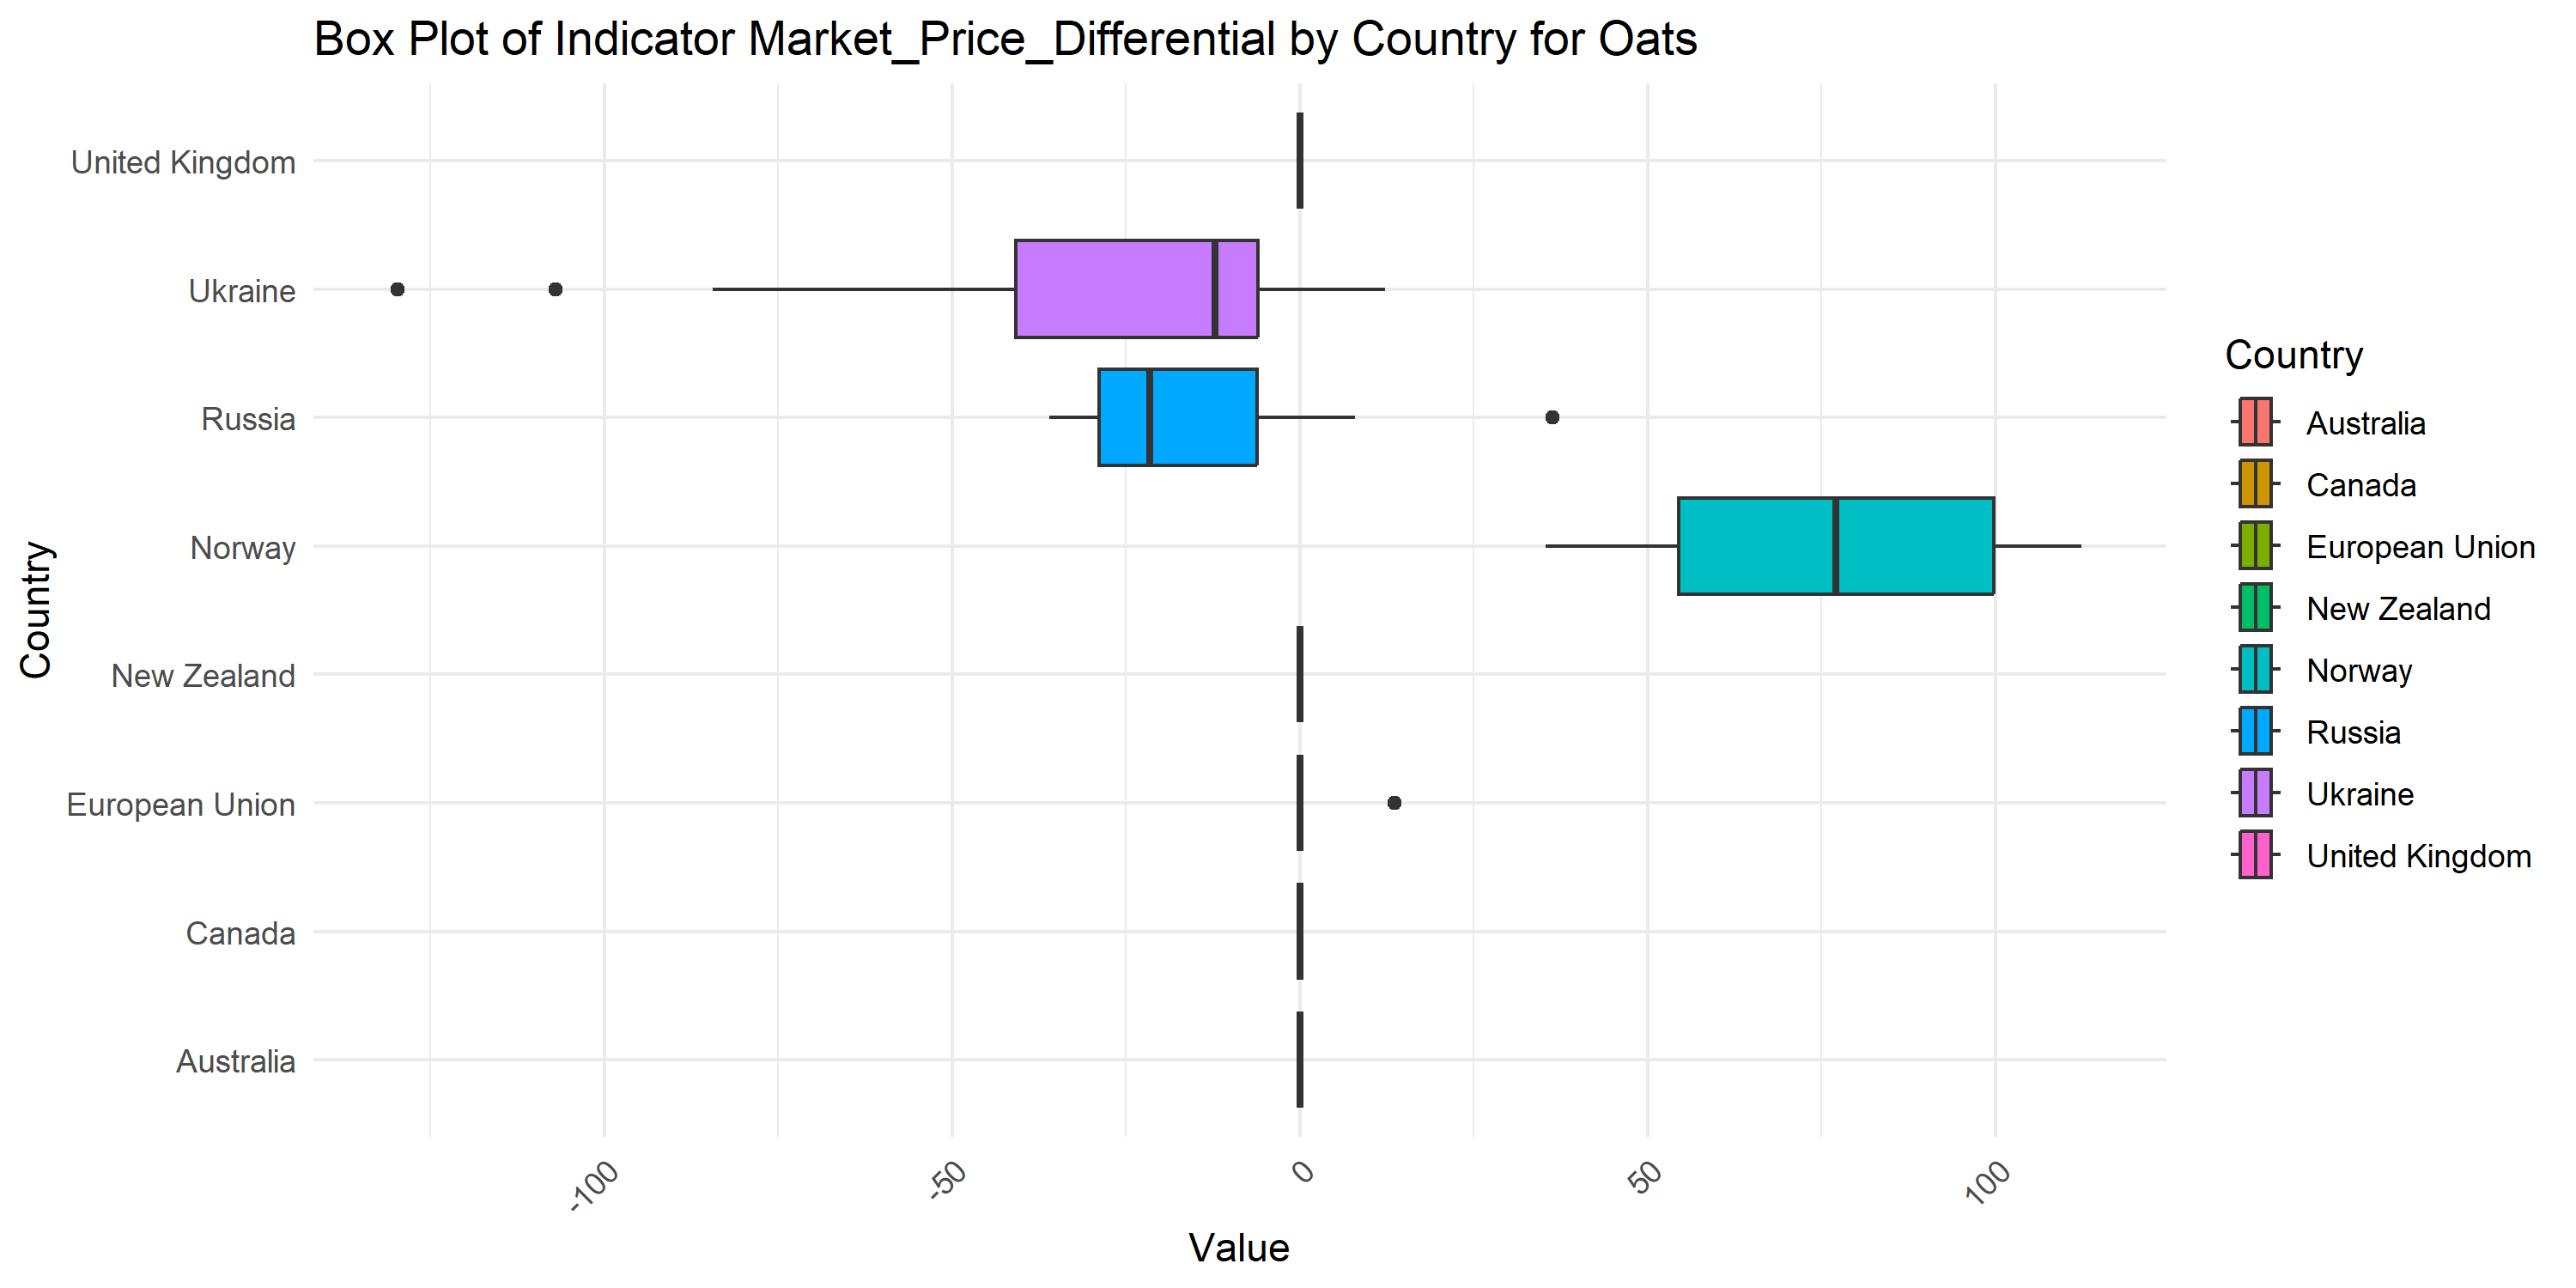 Box Plot of Indicator Market_Price_Differential by Country for Oats
United Kingdom
Ukraine
Russia
Norway
New Zealand
European Union
Canada
Australia
Country
-100
-50
0
50
100
Value
Country
Australia
Canada
European Union
New Zealand
Norway
Russia
Ukraine
United Kingdom